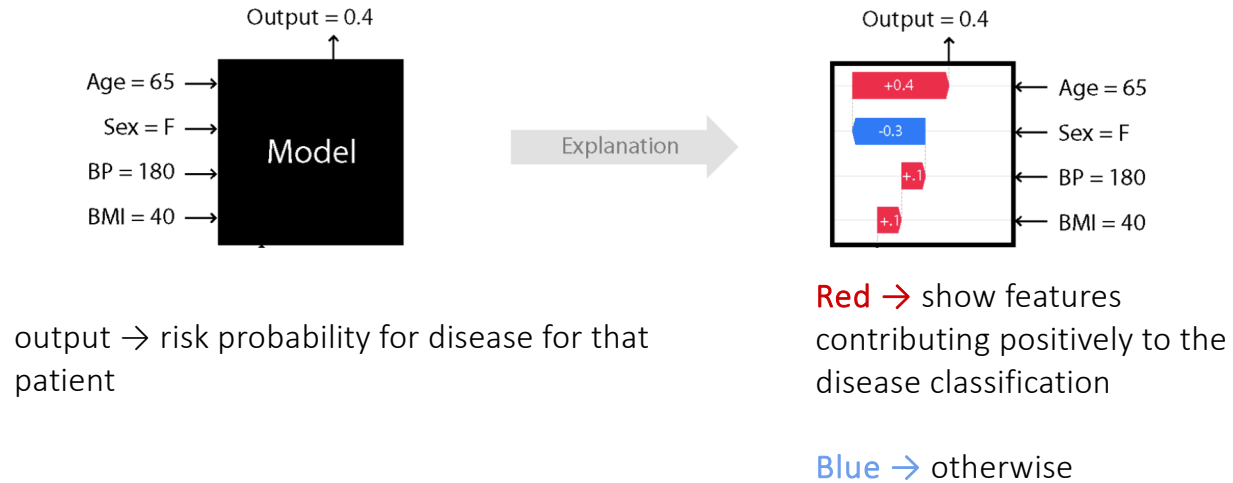 Output = 0.4
Age = 65
Sex = F
BP = 180
BMI = 40
Model
Explanation
Output = 0.4
+0.4
-0.3
+.1
+.1
Age = 65
Sex = F
BP = 180
BMI = 40
output → risk probability for disease for that
patient
Red → show features
contributing positively to the
disease classification
Blue → otherwise